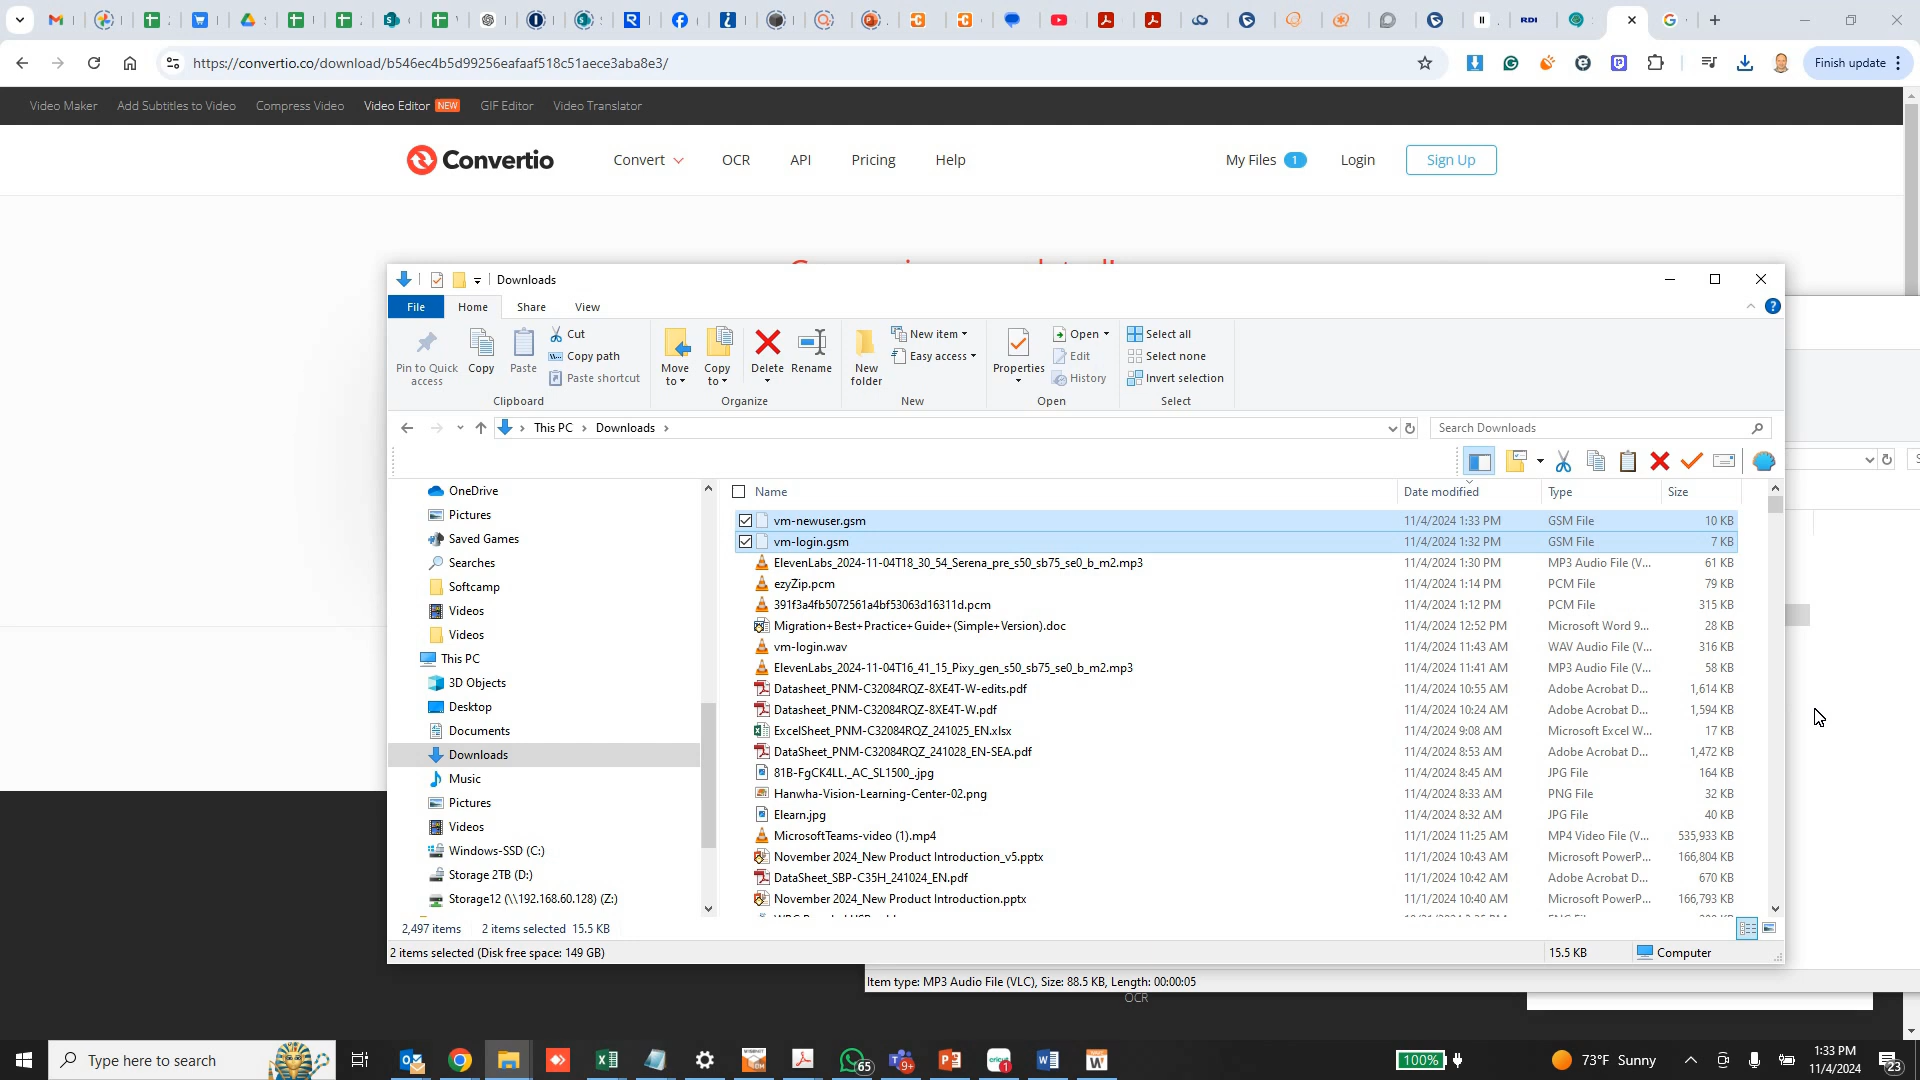 https://convertio.co/download/b546ec4b5d99256eafaaf518c51aece3aba8e3/
Finish update
Video Maker Add Subtitles to Video Compress Video Video Editor NEW GIF Editor Video Translator
Convertio Convert OCR API Pricing Help My Files 1 Login Sign Up
Downloads
File Home Share View
Pin to Quick access Copy Paste Cut Copy path Paste shortcut Move to Copy to Delete Rename New folder New item Easy access Properties Open Edit History Select all Select none Invert selection
Clipboard Organize New Open Select
This PC Downloads Search Downloads
Name Date modified Type Size
OneDrive
Pictures
Saved Games
Searches
Softcamp
Videos
Videos
This PC
3D Objects
Desktop
Documents
Downloads
Music
Pictures
Videos
Windows-SSD (C:)
Storage 2TB (D:)
Storage12 (\\192.168.60.128) (Z:)
vm-newuser.gsm 11/4/2024 1:33 PM GSM File 10 KB
vm-login.gsm 11/4/2024 1:32 PM GSM File 7 KB
ElevenLabs_2024-11-04T18_30_54_Serena_pre_s50_sb75_se0_b_m2.mp3 11/4/2024 1:30 PM MP3 Audio File (V... 61 KB
ezyZip.pcm 11/4/2024 1:14 PM PCM File 79 KB
391f3a4fb5072561a4bf53063d16311d.pcm 11/4/2024 1:12 PM PCM File 315 KB
Migration+Best+Practice+Guide+(Simple+Version).doc 11/4/2024 12:52 PM Microsoft Word 9... 28 KB
vm-login.wav 11/4/2024 11:43 AM WAV Audio File (V... 316 KB
ElevenLabs_2024-11-04T16_41_15_Pixy_gen_s50_sb75_se0_b_m2.mp3 11/4/2024 11:41 AM MP3 Audio File (V... 58 KB
Datasheet_PNM-C32084RQZ-8XE4T-W-edits.pdf 11/4/2024 10:55 AM Adobe Acrobat D... 1,614 KB
Datasheet_PNM-C32084RQZ-8XE4T-W.pdf 11/4/2024 10:24 AM Adobe Acrobat D... 1,594 KB
ExcelSheet_PNM-C32084RQZ_241025_EN.xlsx 11/4/2024 9:08 AM Microsoft Excel W... 17 KB
DataSheet_PNM-C32084RQZ_241028_EN-SEA.pdf 11/4/2024 8:53 AM Adobe Acrobat D... 1,472 KB
81B-FgCK4LL._AC_SL1500_.jpg 11/4/2024 8:45 AM JPG File 164 KB
Hanwha-Vision-Learning-Center-02.png 11/4/2024 8:33 AM PNG File 32 KB
Elearn.jpg 11/4/2024 8:32 AM JPG File 40 KB
MicrosoftTeams-video (1).mp4 11/1/2024 11:25 AM MP4 Video File (V... 535,933 KB
November 2024_New Product Introduction_v5.pptx 11/1/2024 10:43 AM Microsoft PowerP... 166,804 KB
DataSheet_SBP-C35H_241024_EN.pdf 11/1/2024 10:42 AM Adobe Acrobat D... 670 KB
November 2024_New Product Introduction.pptx 11/1/2024 10:40 AM Microsoft PowerP... 166,793 KB
2,497 items 2 items selected 15.5 KB
2 items selected (Disk free space: 149 GB) 15.5 KB Computer
Item type: MP3 Audio File (VLC), Size: 88.5 KB, Length: 00:00:05
OCR
Type here to search
65
9+
1
100%
73°F Sunny
1:33 PM
11/4/2024
23